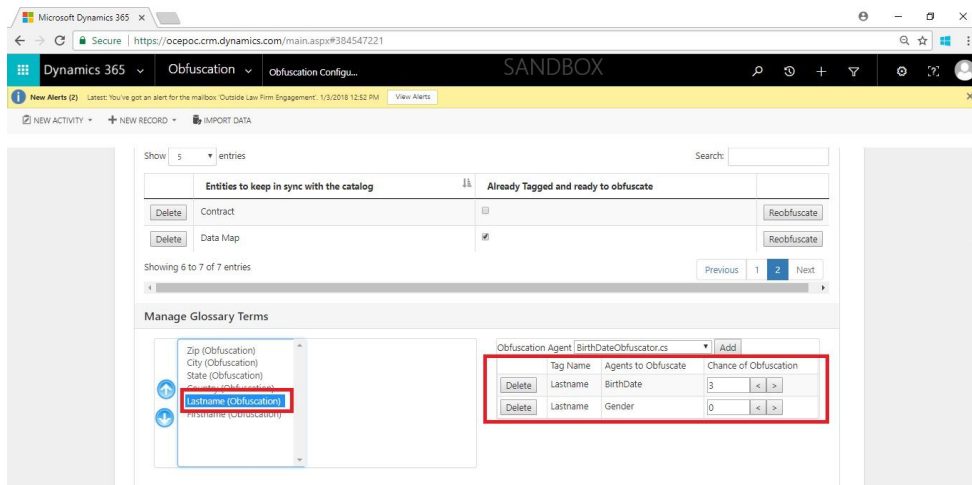 Microsoft Dynamics 365
Secure | https://ocepoc.crm.dynamics.com/main.aspx#384547221
Dynamics 365 Obfuscation Obfuscation Configu... SANDBOX
New Alerts (2) Latest: You've got an alert for the mailbox 'Outside Law Firm Engagement'. 1/3/2018 12:52 PM View Alerts
NEW ACTIVITY NEW RECORD IMPORT DATA
Show 5 entries Search:
Entities to keep in sync with the catalog Already Tagged and ready to obfuscate
Delete Contract Reobfuscate
Delete Data Map Reobfuscate
Showing 6 to 7 of 7 entries Previous 1 2 Next
Manage Glossary Terms
Zip (Obfuscation)
City (Obfuscation)
State (Obfuscation)
Country (Obfuscation)
Lastname (Obfuscation)
Firstname (Obfuscation)
Obfuscation Agent BirthDateObfuscator.cs Add
Tag Name Agents to Obfuscate Chance of Obfuscation
Delete Lastname BirthDate 3 < >
Delete Lastname Gender 0 < >